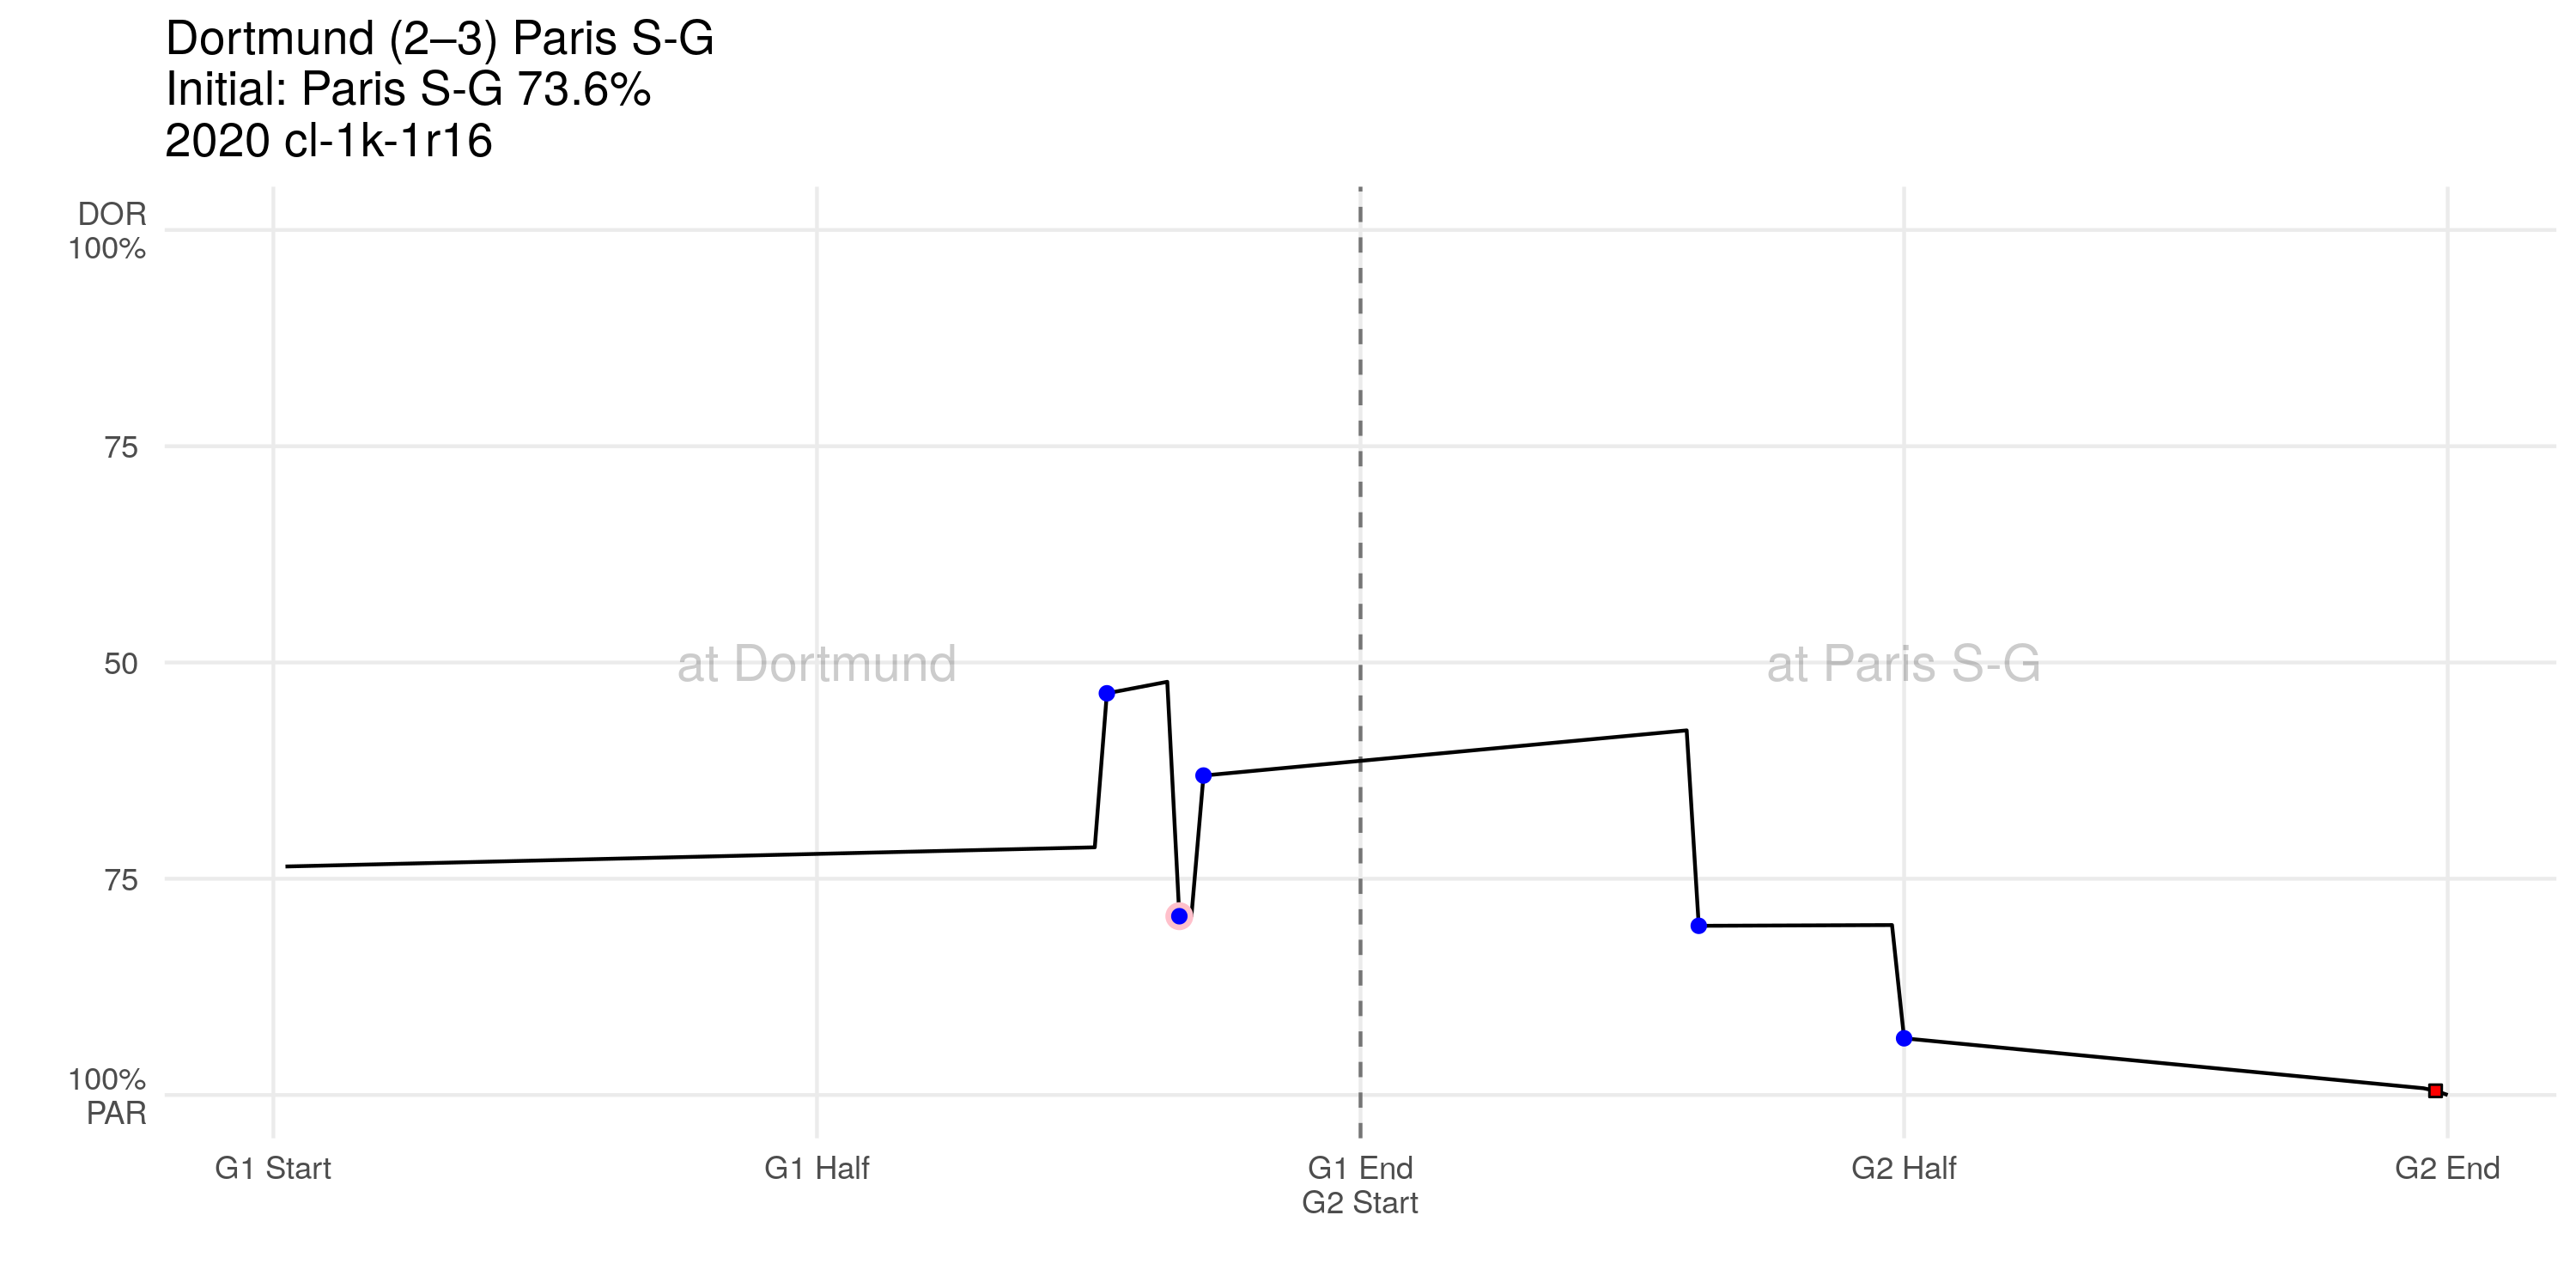 Dortmund (2–3) Paris S-G
Initial: Paris S-G 73.6%
2020 cl-1k-1r16
DOR
100%
75
50
75
100%
PAR
at Dortmund
at Paris S-G
G1 Start
G1 Half
G1 End
G2 Start
G2 Half
G2 End